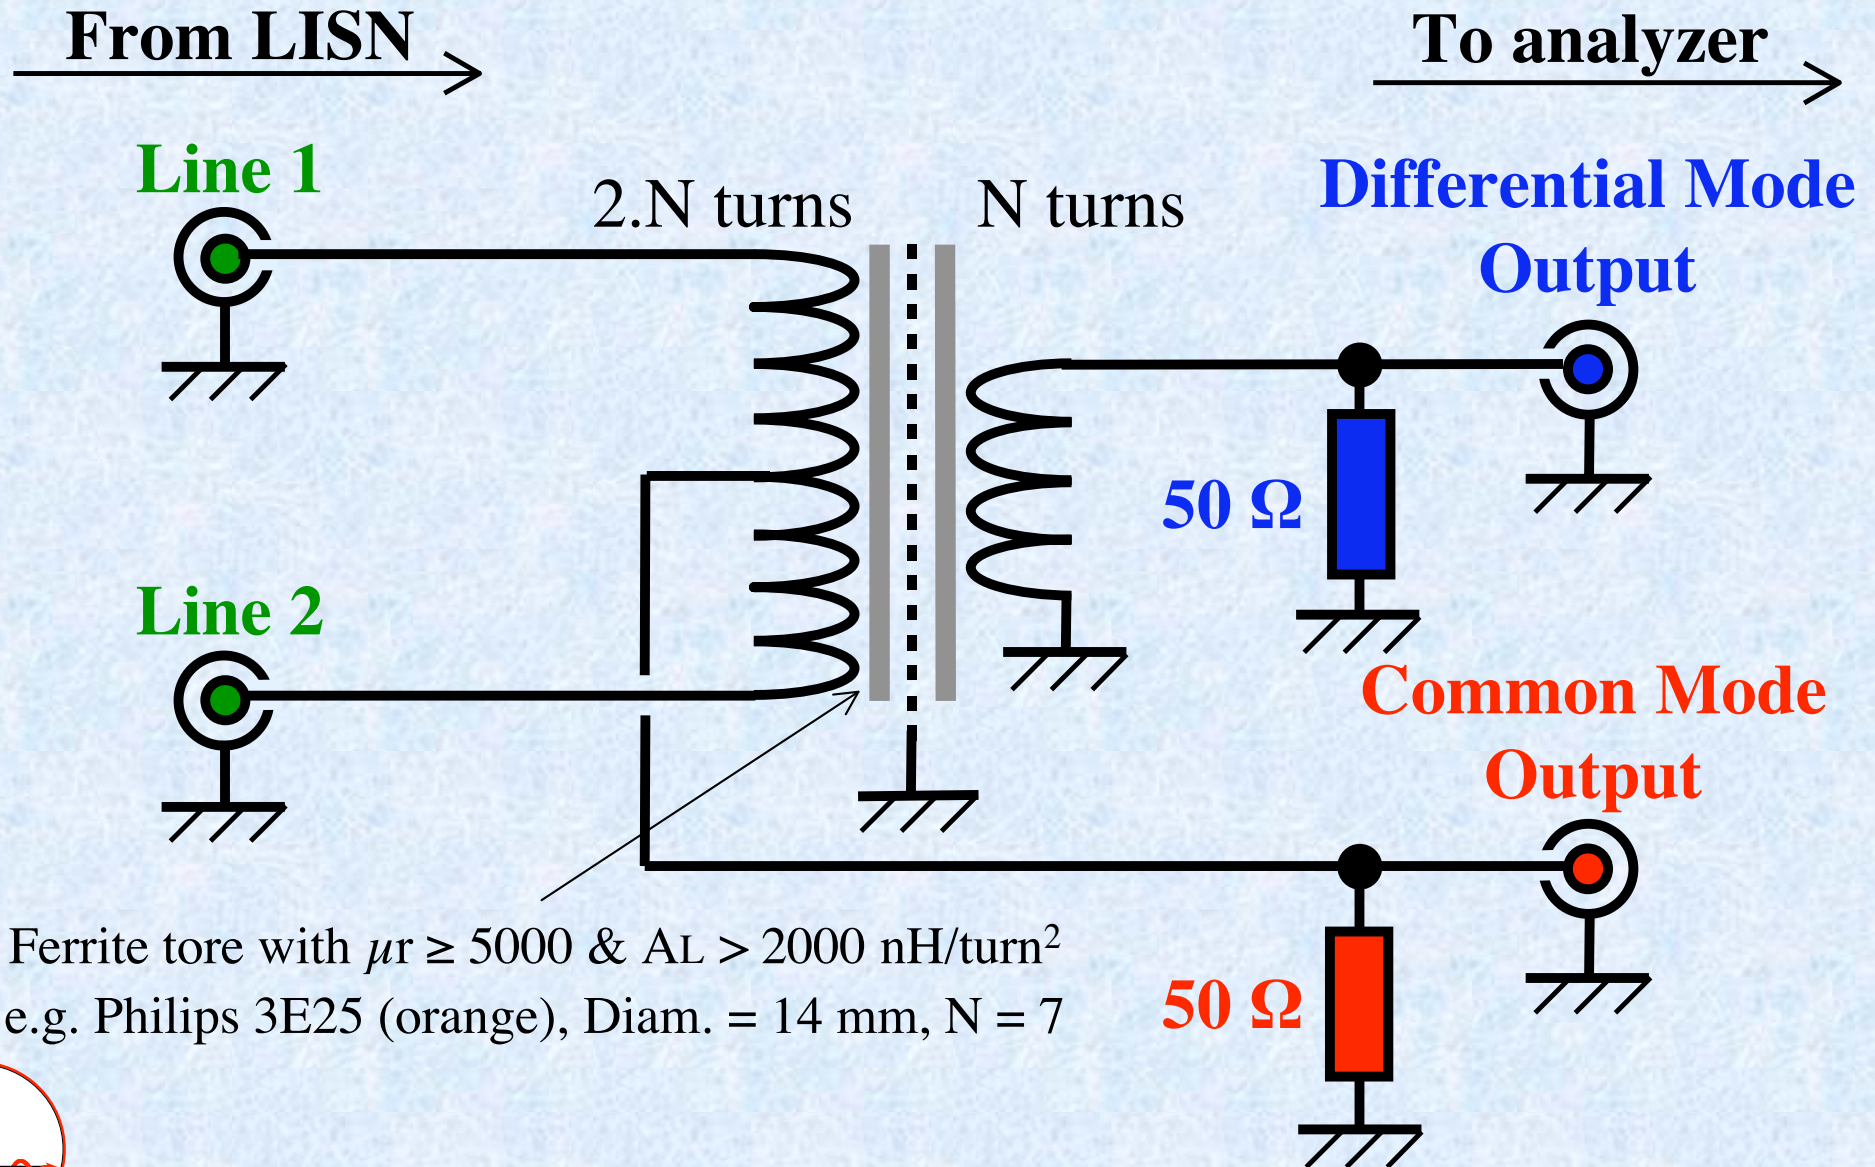 From LISN
To analyzer
Line 1
2.N turns
N turns
Differential Mode
Output
50 Ω
Line 2
Common Mode
Output
Ferrite tore with µr ≥ 5000 & AL > 2000 nH/turn²
e.g. Philips 3E25 (orange), Diam. = 14 mm, N = 7
50 Ω